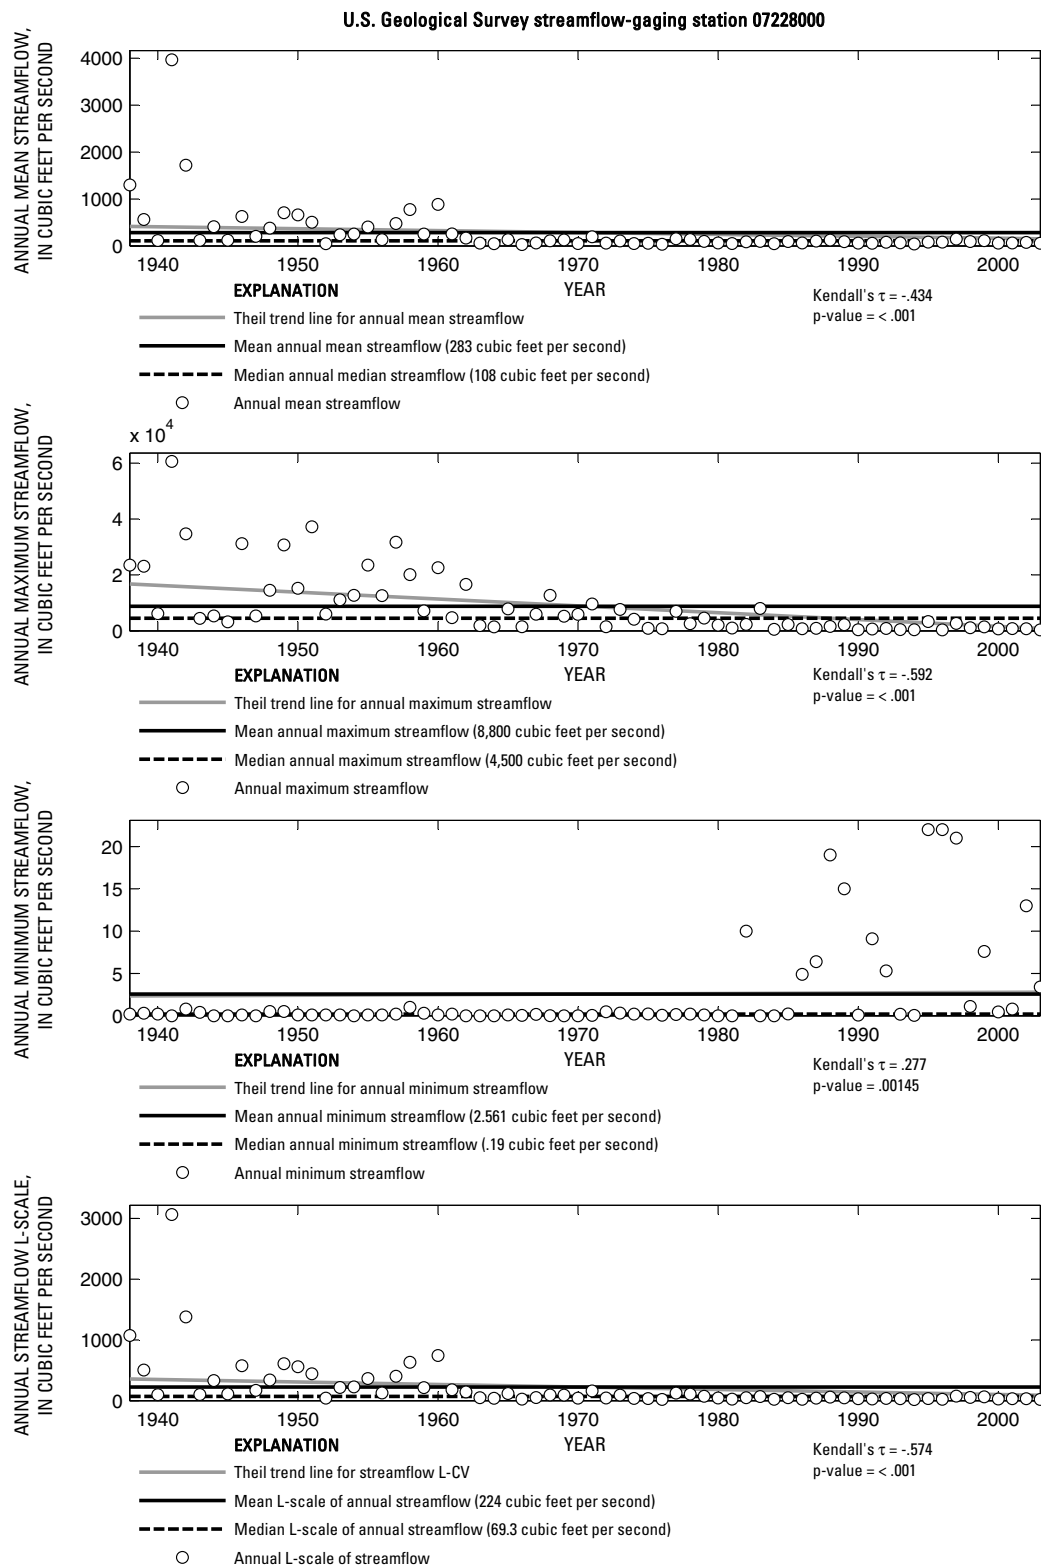 U.S. Geological Survey streamflow-gaging station 07228000
ANNUAL MEAN STREAMFLOW,
IN CUBIC FEET PER SECOND
4000
3000
2000
1000
0
1940 1950 1960 1970 1980 1990 2000
YEAR
EXPLANATION
Theil trend line for annual mean streamflow
Mean annual mean streamflow (283 cubic feet per second)
Median annual median streamflow (108 cubic feet per second)
Annual mean streamflow
Kendall's τ = -.434
p-value = < .001
ANNUAL MAXIMUM STREAMFLOW,
IN CUBIC FEET PER SECOND
x 10^4
6
4
2
0
1940 1950 1960 1970 1980 1990 2000
YEAR
EXPLANATION
Theil trend line for annual maximum streamflow
Mean annual maximum streamflow (8,800 cubic feet per second)
Median annual maximum streamflow (4,500 cubic feet per second)
Annual maximum streamflow
Kendall's τ = -.592
p-value = < .001
ANNUAL MINIMUM STREAMFLOW,
IN CUBIC FEET PER SECOND
20
15
10
5
0
1940 1950 1960 1970 1980 1990 2000
YEAR
EXPLANATION
Theil trend line for annual minimum streamflow
Mean annual minimum streamflow (2.561 cubic feet per second)
Median annual minimum streamflow (.19 cubic feet per second)
Annual minimum streamflow
Kendall's τ = .277
p-value = .00145
ANNUAL STREAMFLOW L-SCALE,
IN CUBIC FEET PER SECOND
3000
2000
1000
0
1940 1950 1960 1970 1980 1990 2000
YEAR
EXPLANATION
Theil trend line for streamflow L-CV
Mean L-scale of annual streamflow (224 cubic feet per second)
Median L-scale of annual streamflow (69.3 cubic feet per second)
Annual L-scale of streamflow
Kendall's τ = -.574
p-value = < .001